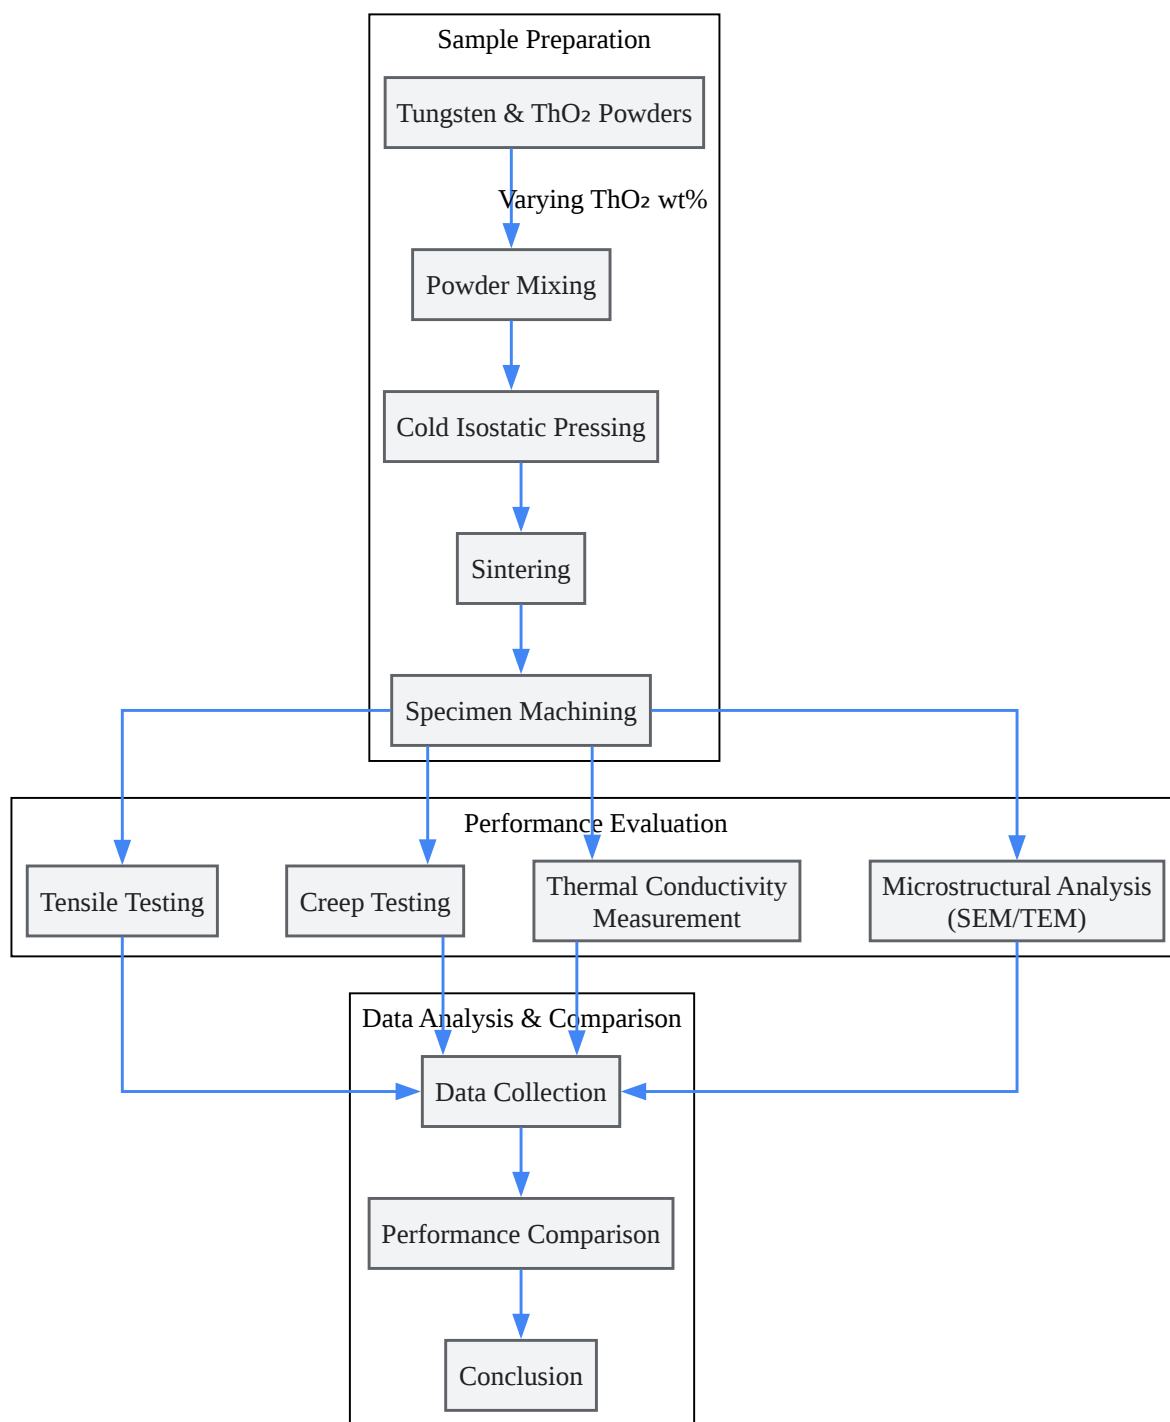 Sample Preparation
Tungsten & ThO₂ Powders
Varying ThO₂ wt%
Powder Mixing
Cold Isostatic Pressing
Sintering
Specimen Machining
Performance Evaluation
Tensile Testing
Creep Testing
Thermal Conductivity
Measurement
Microstructural Analysis
(SEM/TEM)
Data Analysis & Comparison
Data Collection
Performance Comparison
Conclusion